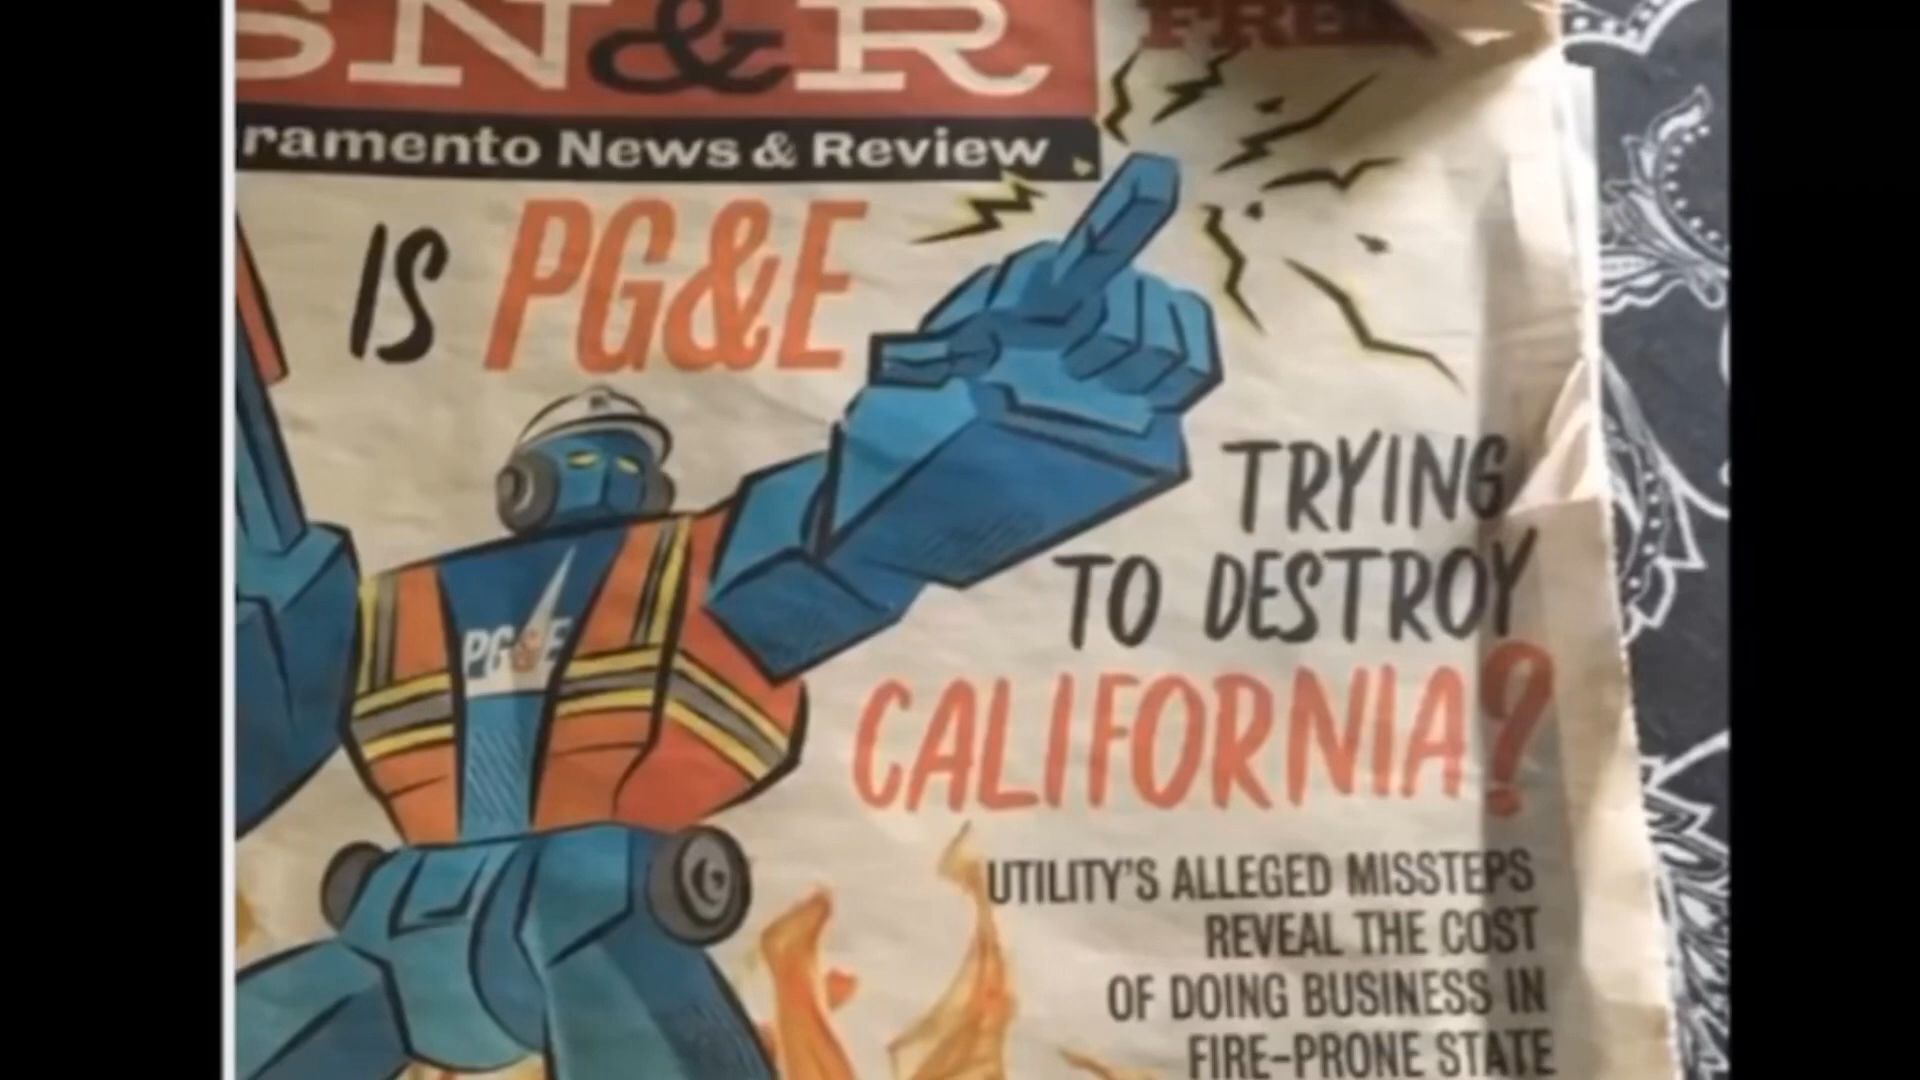 SN&R
FREE
ramento News & Review
IS PG&E
TRYING
TO DESTROY
CALIFORNIA?
PG&E
UTILITY'S ALLEGED MISSTEPS
REVEAL THE COST
OF DOING BUSINESS IN
FIRE-PRONE STATE